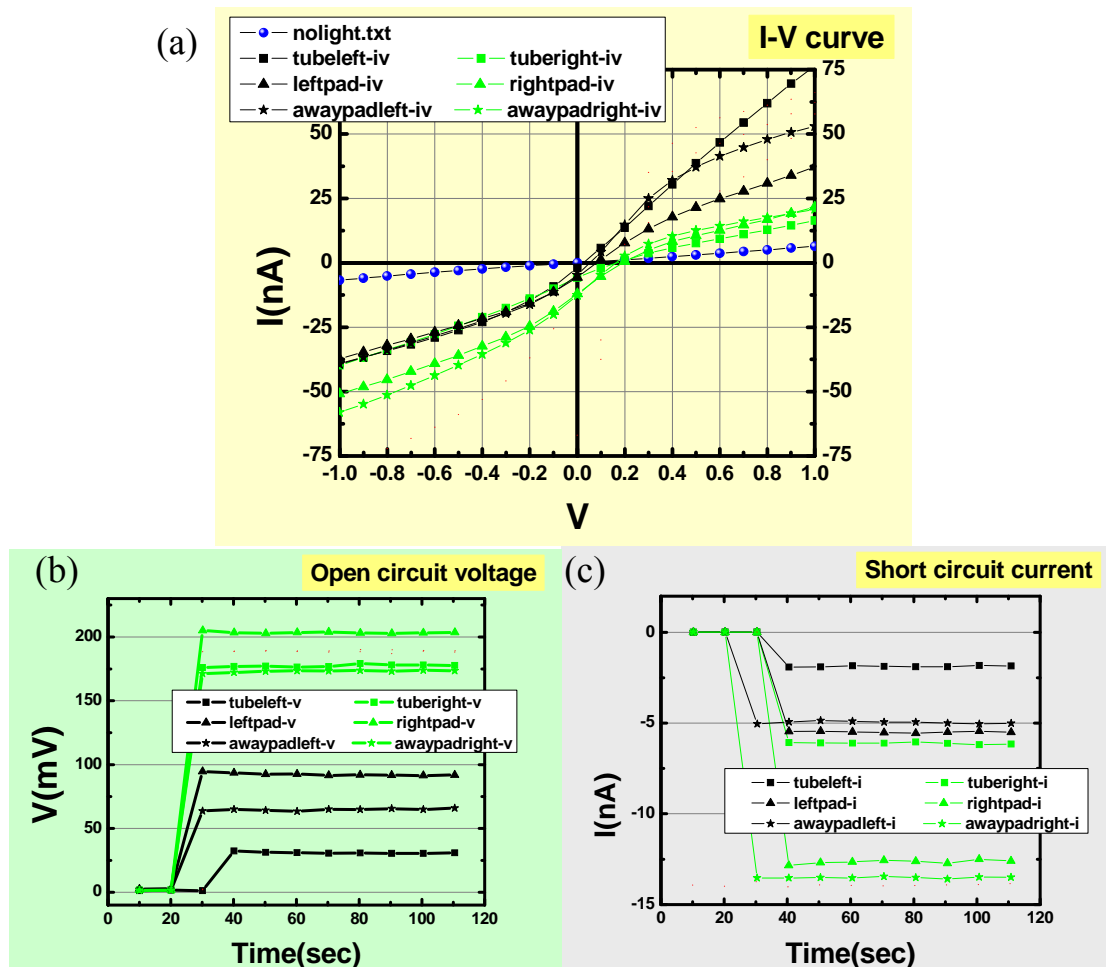 (a)
I-V curve
nolight.txt
tubeleft-iv tuberight-iv
leftpad-iv rightpad-iv
awaypadleft-iv awaypadright-iv
75
50 50
25 25
0 0
-25 -25
-50 -50
-75 -75
I(nA)
-1.0 -0.8 -0.6 -0.4 -0.2 0.0 0.2 0.4 0.6 0.8 1.0
V
(b)
Open circuit voltage
200
150
100
50
0
V(mV)
tubeleft-v tuberight-v
leftpad-v rightpad-v
awaypadleft-v awaypadright-v
0 20 40 60 80 100 120
Time(sec)
(c)
Short circuit current
0
-5
-10
-15
I(nA)
tubeleft-i tuberight-i
leftpad-i rightpad-i
awaypadleft-i awaypadright-i
0 20 40 60 80 100 120
Time(sec)